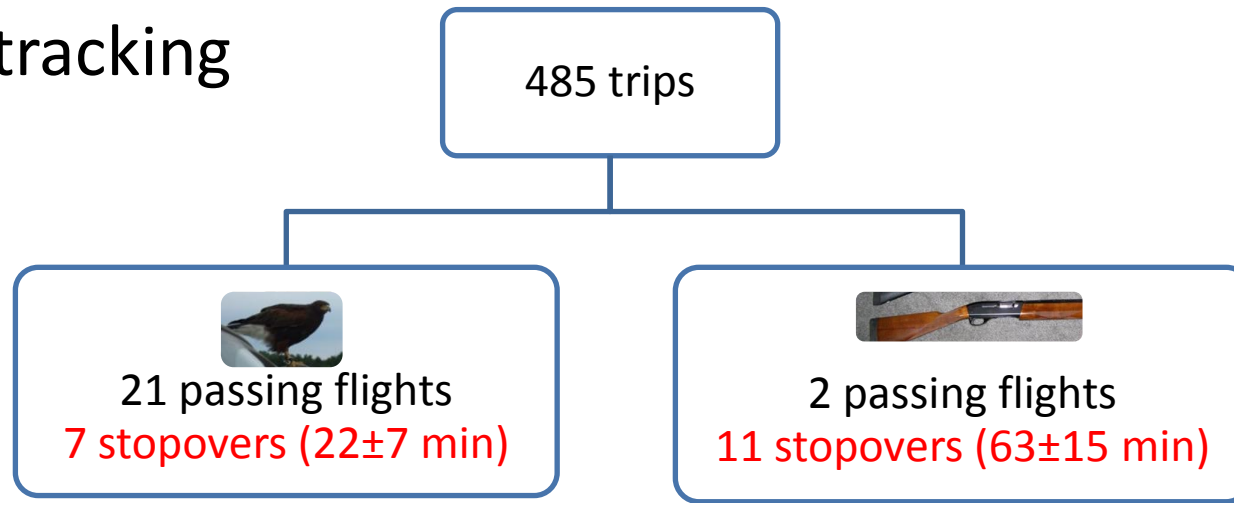 tracking
485 trips
21 passing flights
7 stopovers (22±7 min)
2 passing flights
11 stopovers (63±15 min)